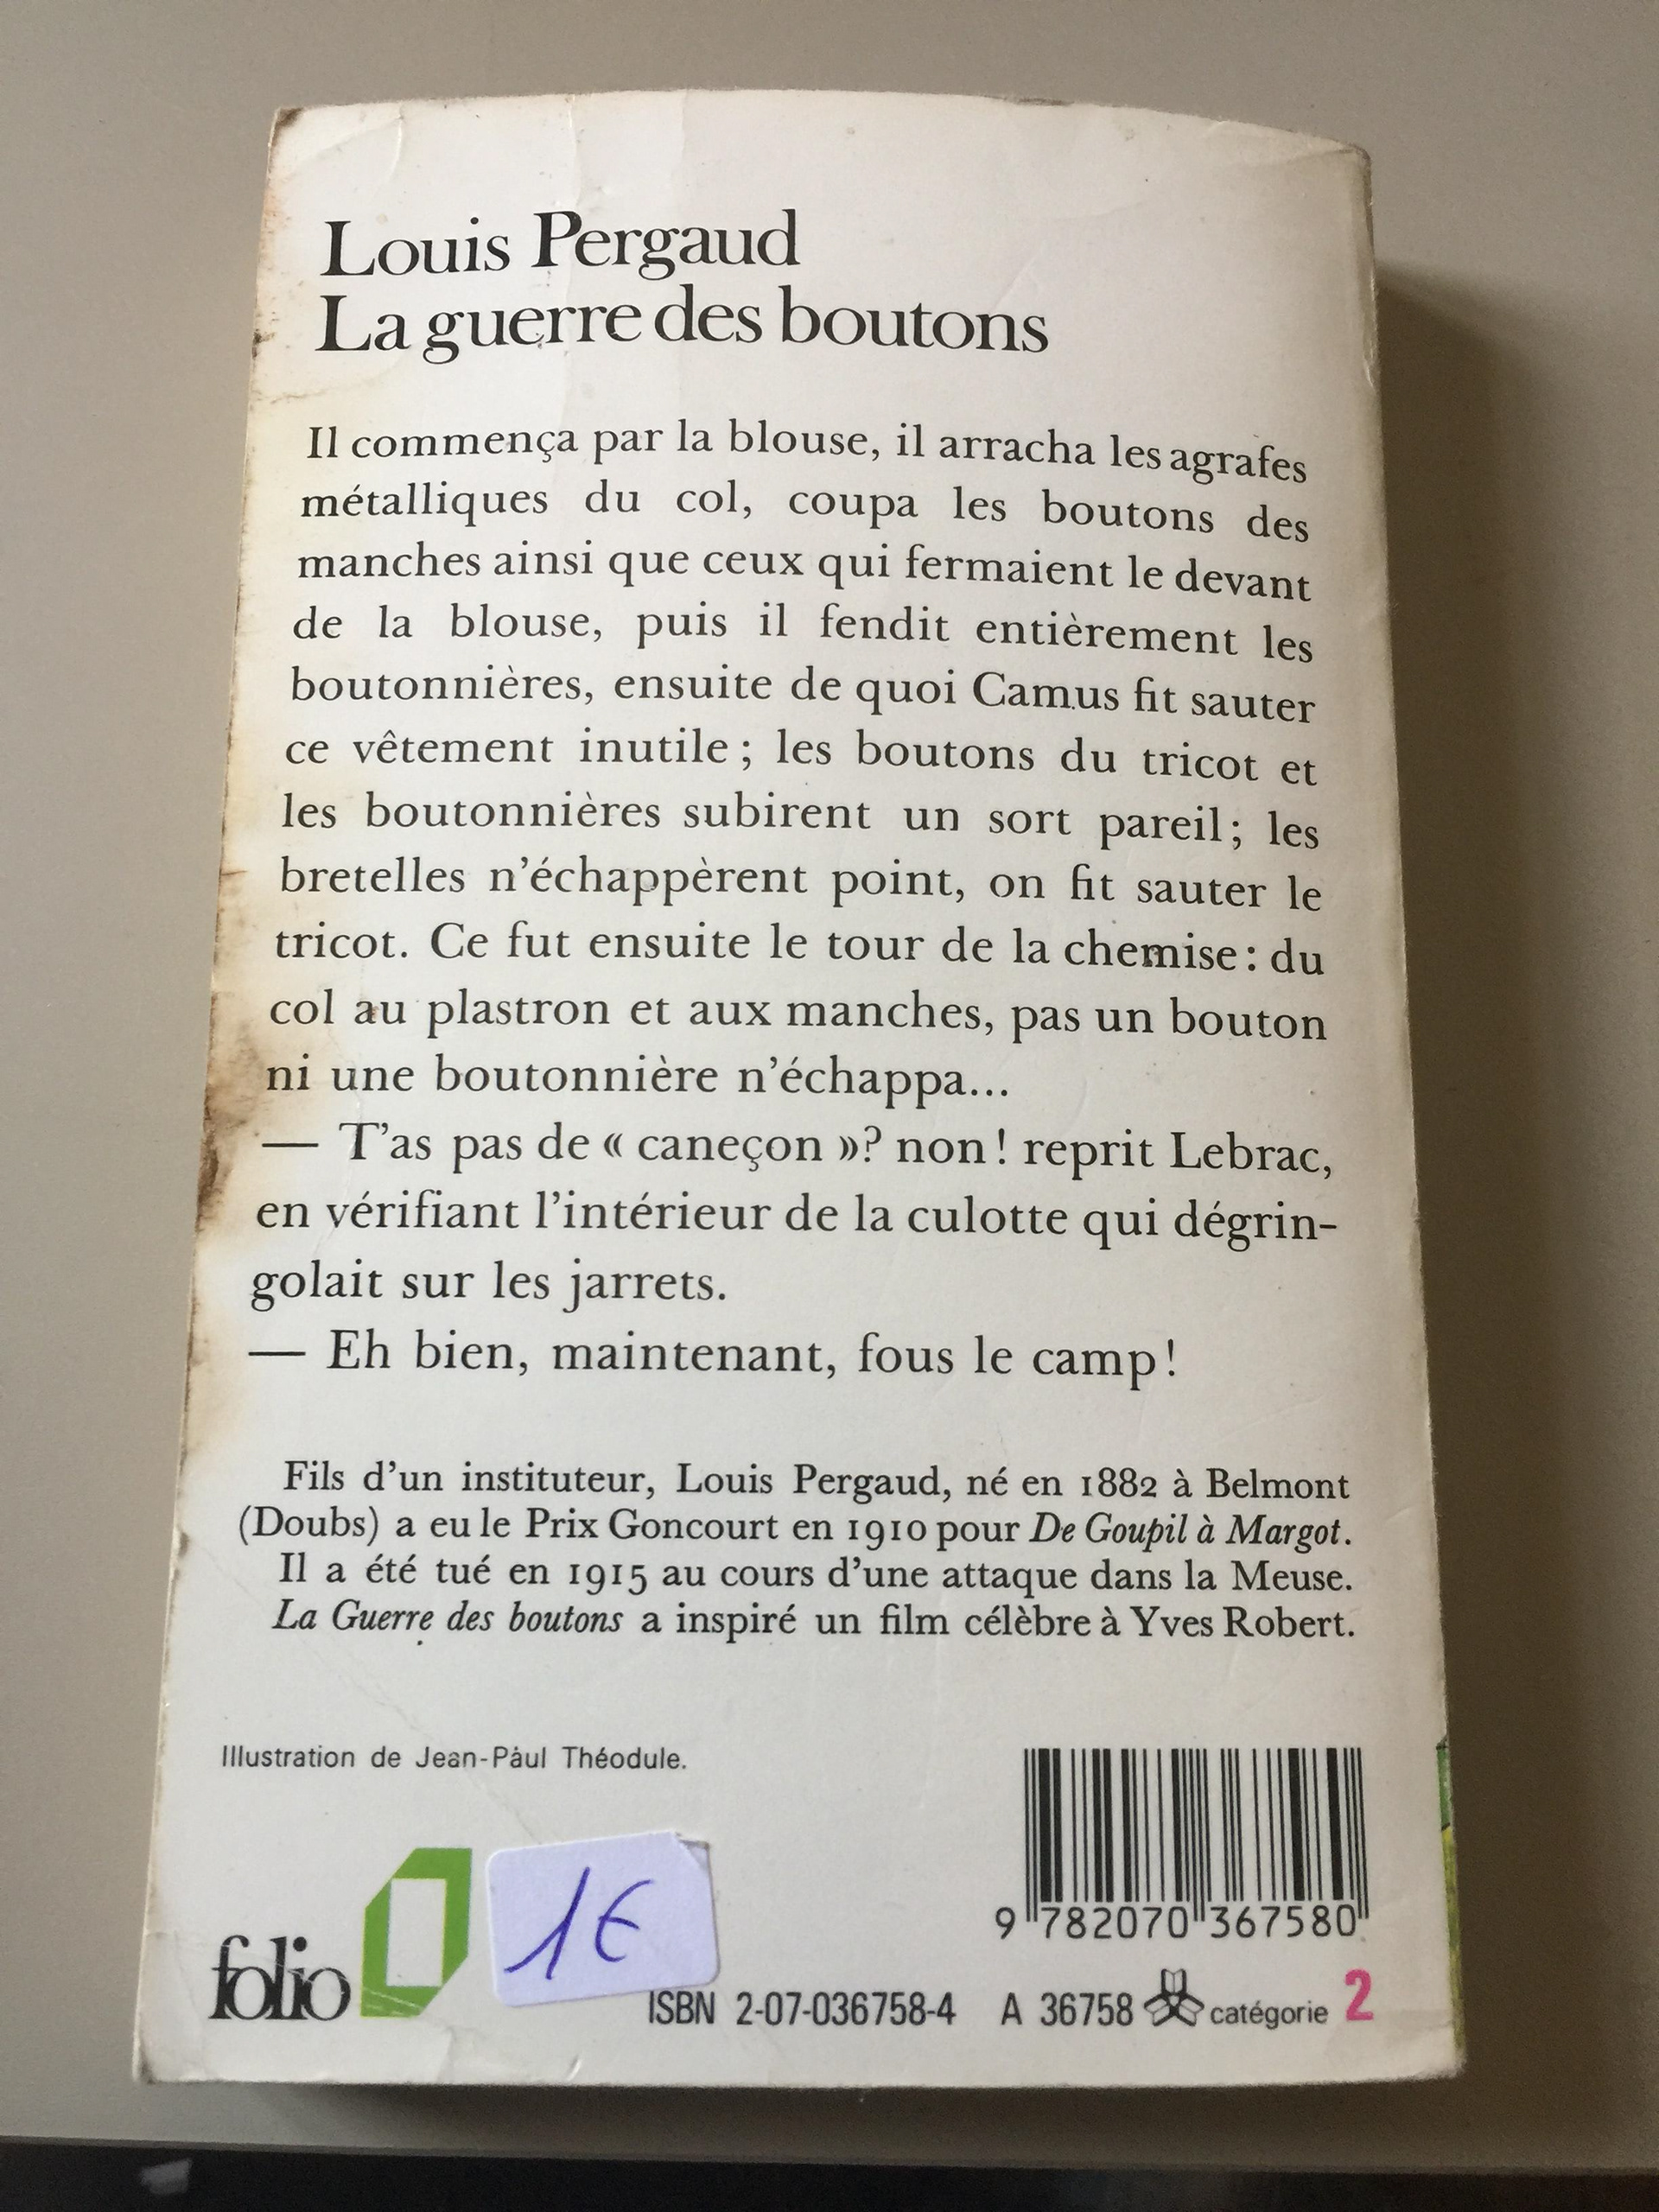 Louis Pergaud
La guerre des boutons
Il commença par la blouse, il arracha les agrafes
métalliques du col, coupa les boutons des
manches ainsi que ceux qui fermaient le devant
de la blouse, puis il fendit entièrement les
boutonnières, ensuite de quoi Camus fit sauter
ce vêtement inutile ; les boutons du tricot et
les boutonnières subirent un sort pareil ; les
bretelles n'échappèrent point, on fit sauter le
tricot. Ce fut ensuite le tour de la chemise : du
col au plastron et aux manches, pas un bouton
ni une boutonnière n'échappa...
— T'as pas de « caneçon »? non ! reprit Lebrac,
en vérifiant l'intérieur de la culotte qui dégrin-
golait sur les jarrets.
— Eh bien, maintenant, fous le camp !
Fils d'un instituteur, Louis Pergaud, né en 1882 à Belmont
(Doubs) a eu le Prix Goncourt en 1910 pour De Goupil à Margot.
Il a été tué en 1915 au cours d'une attaque dans la Meuse.
La Guerre des boutons a inspiré un film célèbre à Yves Robert.
Illustration de Jean-Paul Théodule.
9 782070 367580
folio
1€
ISBN 2-07-036758-4 A 36758 catégorie 2